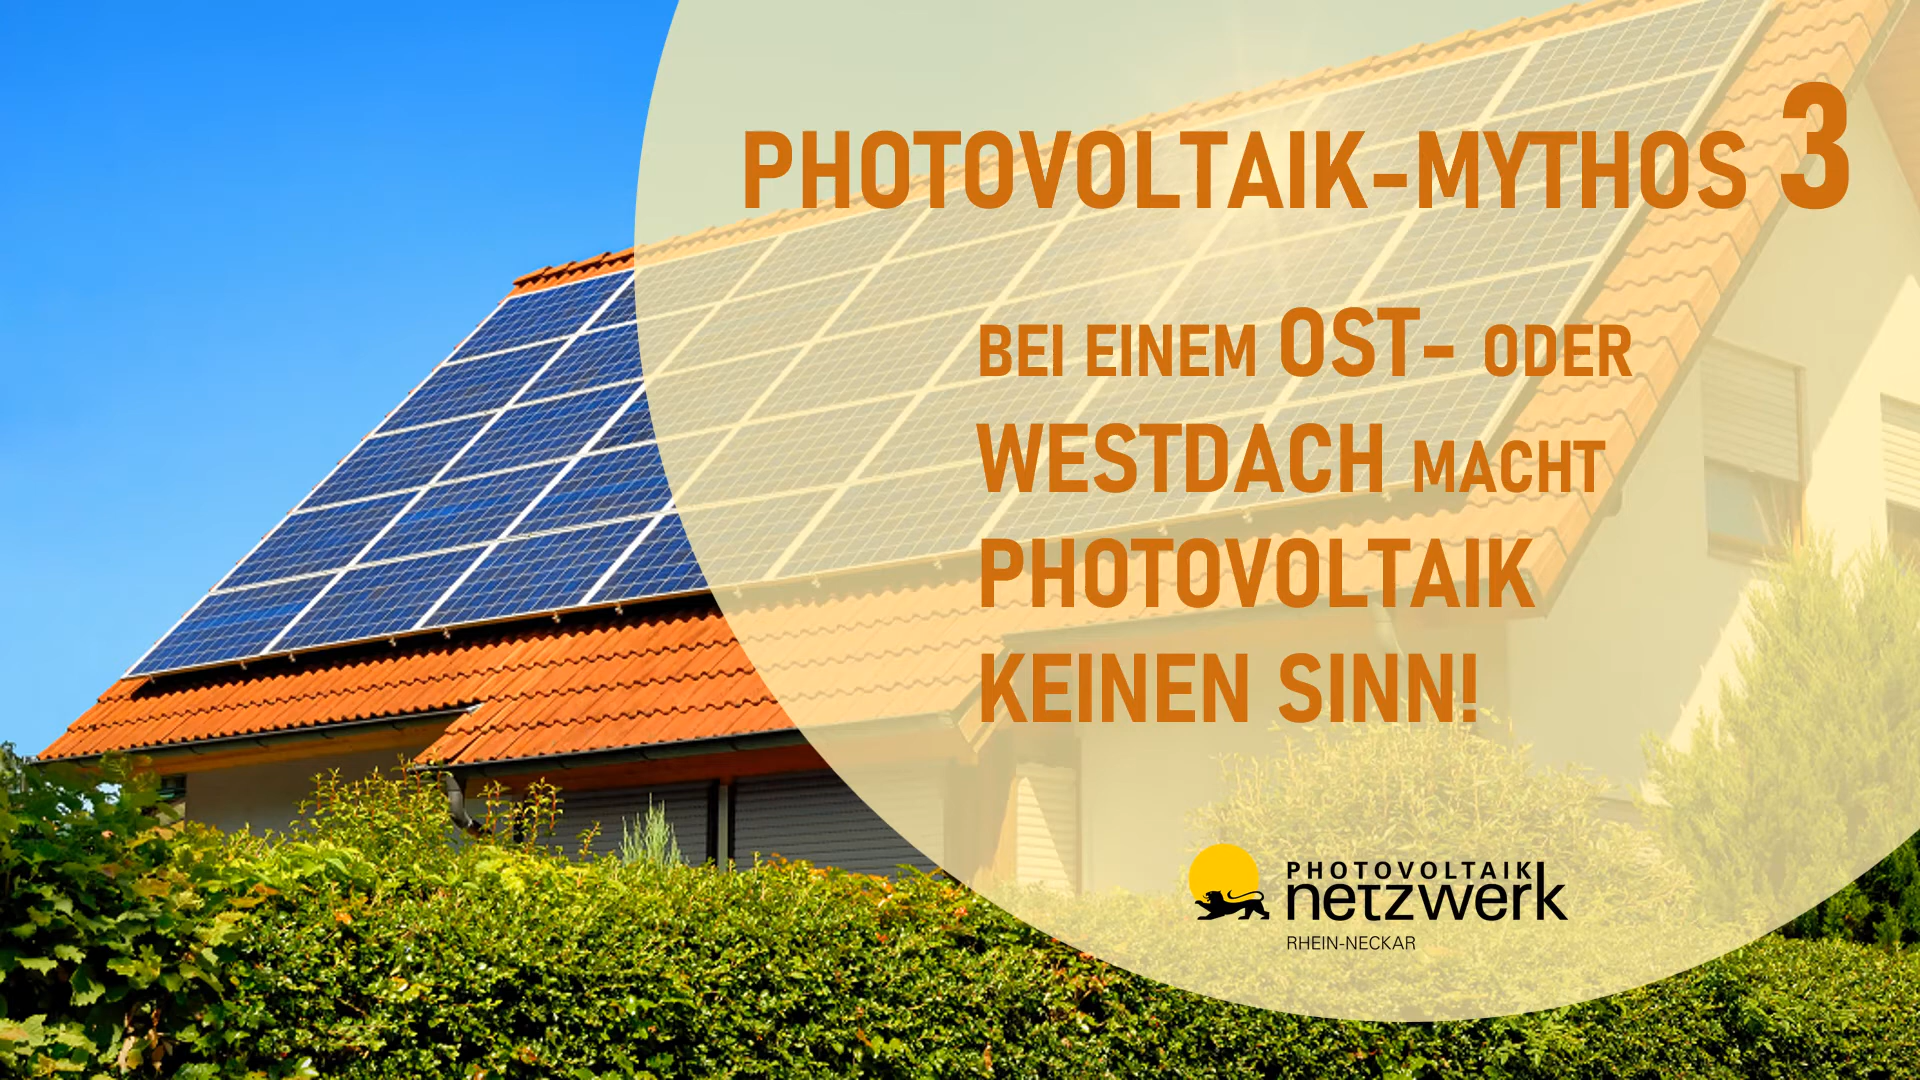 PHOTOVOLTAIK-MYTHOS 3
BEI EINEM OST- ODER
WESTDACH MACHT
PHOTOVOLTAIK
KEINEN SINN!
PHOTOVOLTAIK
netzwerk
RHEIN-NECKAR